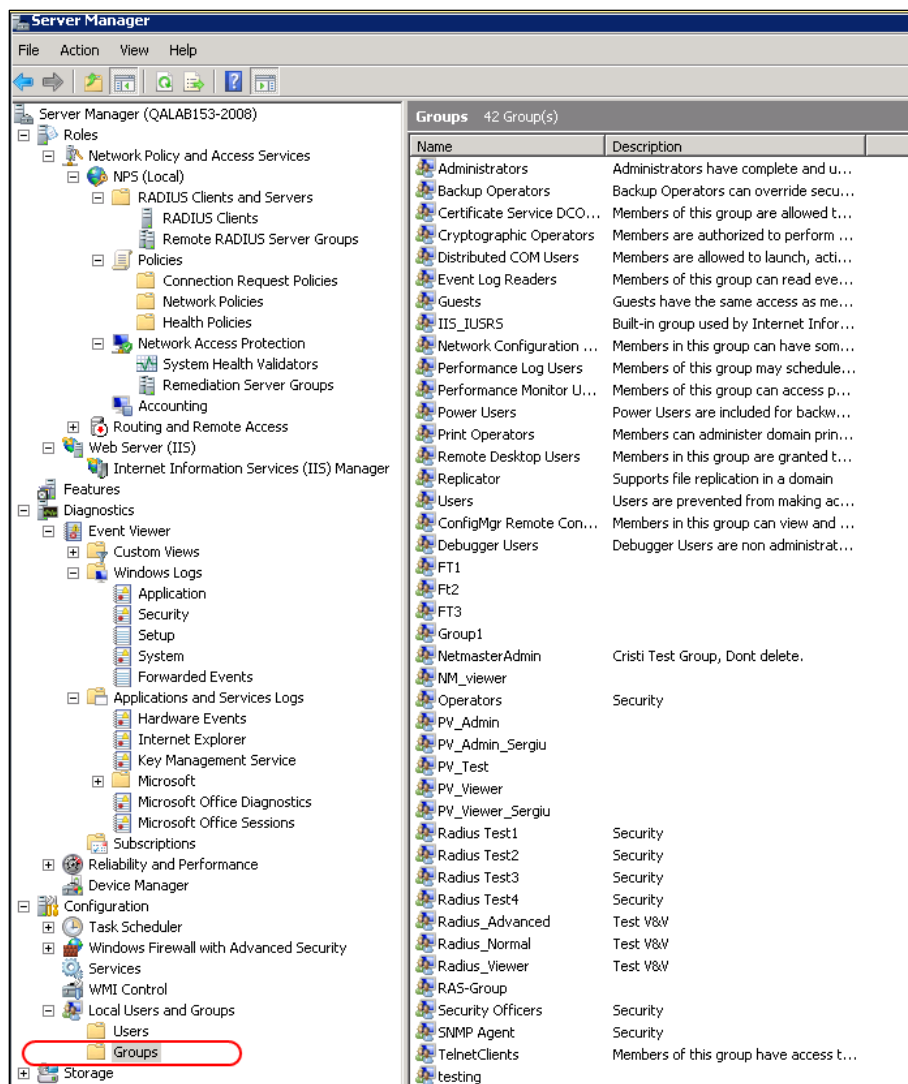 Server Manager
File Action View Help
Server Manager (QALAB153-2008)
Roles
Network Policy and Access Services
NPS (Local)
RADIUS Clients and Servers
RADIUS Clients
Remote RADIUS Server Groups
Policies
Connection Request Policies
Network Policies
Health Policies
Network Access Protection
System Health Validators
Remediation Server Groups
Accounting
Routing and Remote Access
Web Server (IIS)
Internet Information Services (IIS) Manager
Features
Diagnostics
Event Viewer
Custom Views
Windows Logs
Application
Security
Setup
System
Forwarded Events
Applications and Services Logs
Hardware Events
Internet Explorer
Key Management Service
Microsoft
Microsoft Office Diagnostics
Microsoft Office Sessions
Subscriptions
Reliability and Performance
Device Manager
Configuration
Task Scheduler
Windows Firewall with Advanced Security
Services
WMI Control
Local Users and Groups
Users
Groups
Storage
Groups 42 Group(s)
Name Description
Administrators Administrators have complete and u...
Backup Operators Backup Operators can override secu...
Certificate Service DCO... Members of this group are allowed t...
Cryptographic Operators Members are authorized to perform ...
Distributed COM Users Members are allowed to launch, acti...
Event Log Readers Members of this group can read eve...
Guests Guests have the same access as me...
IIS_IUSRS Built-in group used by Internet Infor...
Network Configuration ... Members in this group can have som...
Performance Log Users Members of this group may schedule...
Performance Monitor U... Members of this group can access p...
Power Users Power Users are included for backw...
Print Operators Members can administer domain prin...
Remote Desktop Users Members in this group are granted t...
Replicator Supports file replication in a domain
Users Users are prevented from making ac...
ConfigMgr Remote Con... Members in this group can view and ...
Debugger Users Debugger Users are non administrat...
FT1
Ft2
FT3
Group1
NetmasterAdmin Cristi Test Group, Dont delete.
NM_viewer
Operators Security
PV_Admin
PV_Admin_Sergiu
PV_Test
PV_Viewer
PV_Viewer_Sergiu
Radius Test1 Security
Radius Test2 Security
Radius Test3 Security
Radius Test4 Security
Radius_Advanced Test V&V
Radius_Normal Test V&V
Radius_Viewer Test V&V
RAS-Group
Security Officers Security
SNMP Agent Security
TelnetClients Members of this group have access t...
testing